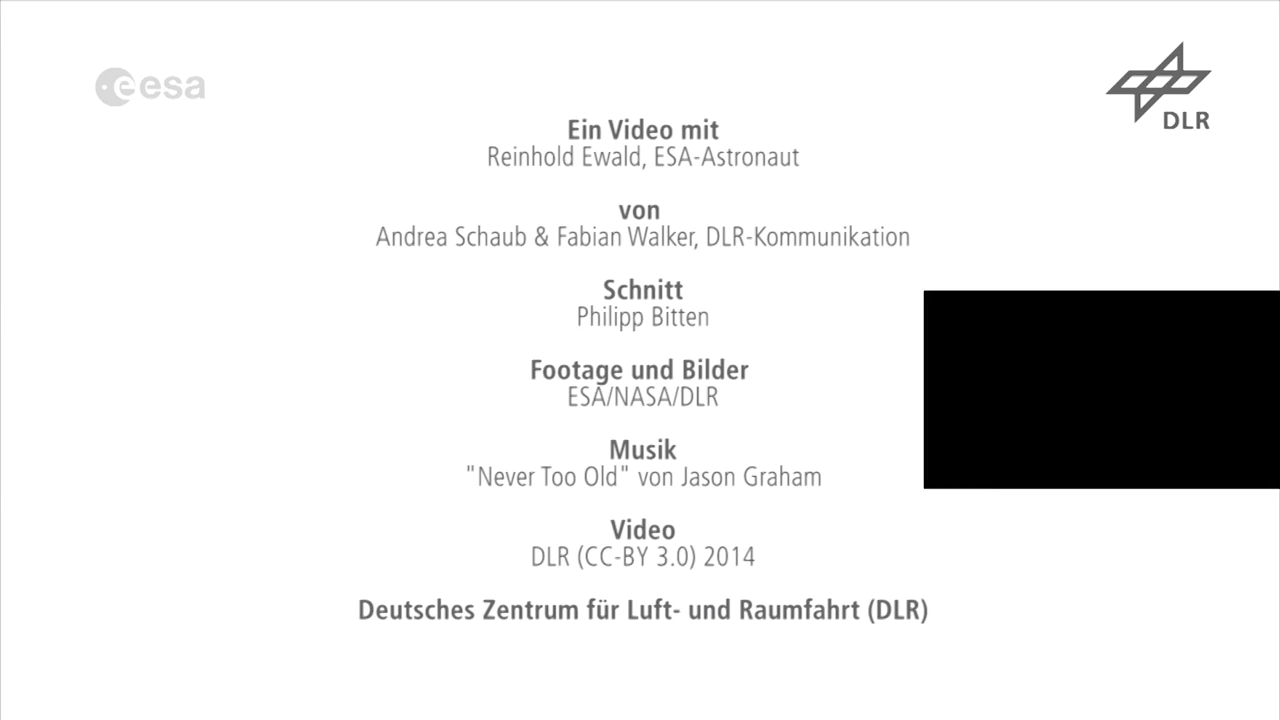 esa
DLR
Ein Video mit
Reinhold Ewald, ESA-Astronaut
von
Andrea Schaub & Fabian Walker, DLR-Kommunikation
Schnitt
Philipp Bitten
Footage und Bilder
ESA/NASA/DLR
Musik
"Never Too Old" von Jason Graham
Video
DLR (CC-BY 3.0) 2014
Deutsches Zentrum für Luft- und Raumfahrt (DLR)